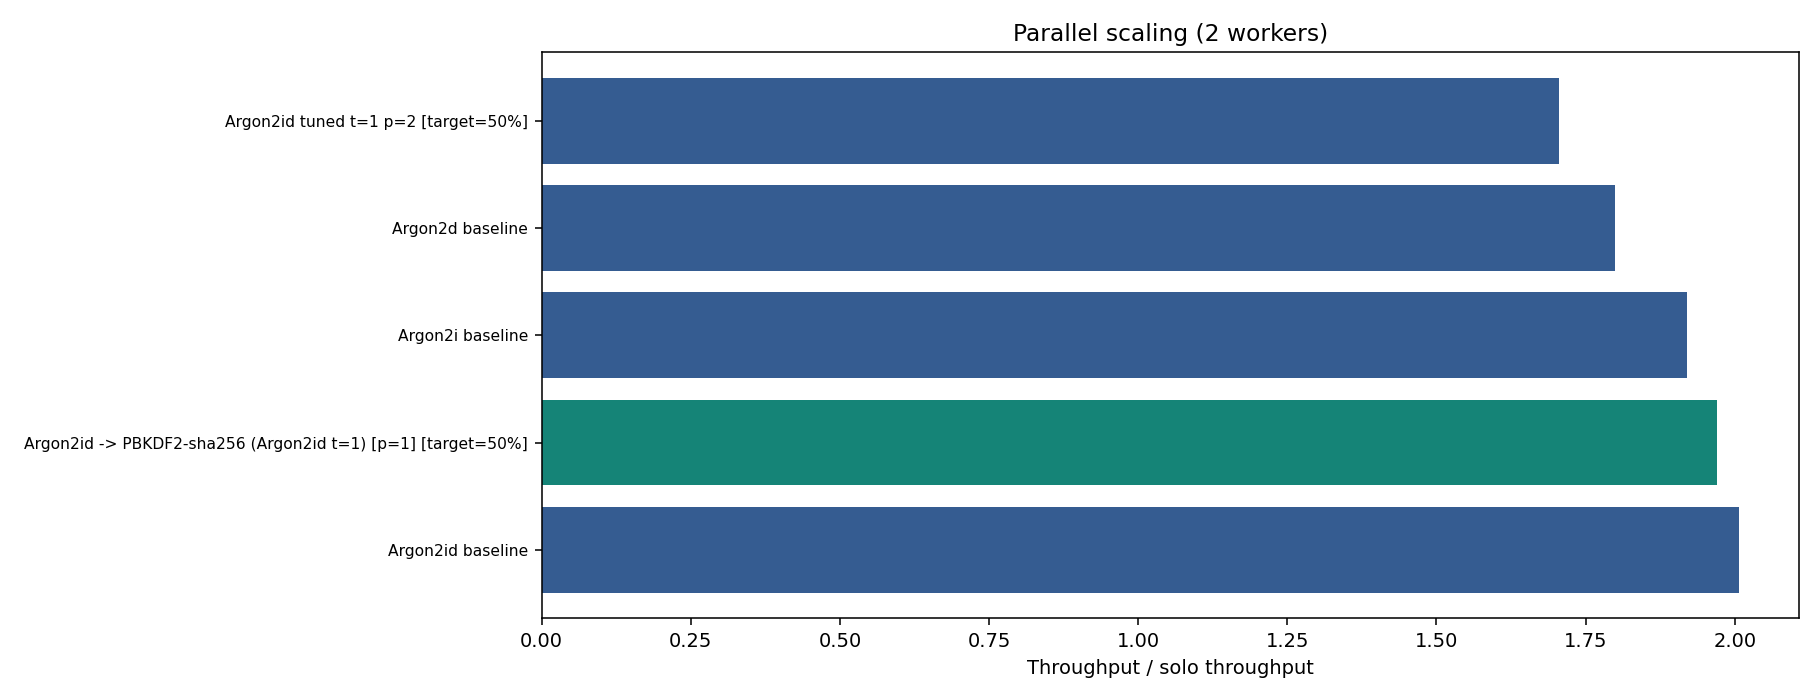 Parallel scaling (2 workers)
Argon2id tuned t=1 p=2 [target=50%]
Argon2d baseline
Argon2i baseline
Argon2id -> PBKDF2-sha256 (Argon2id t=1) [p=1] [target=50%]
Argon2id baseline
0.00 0.25 0.50 0.75 1.00 1.25 1.50 1.75 2.00
Throughput / solo throughput